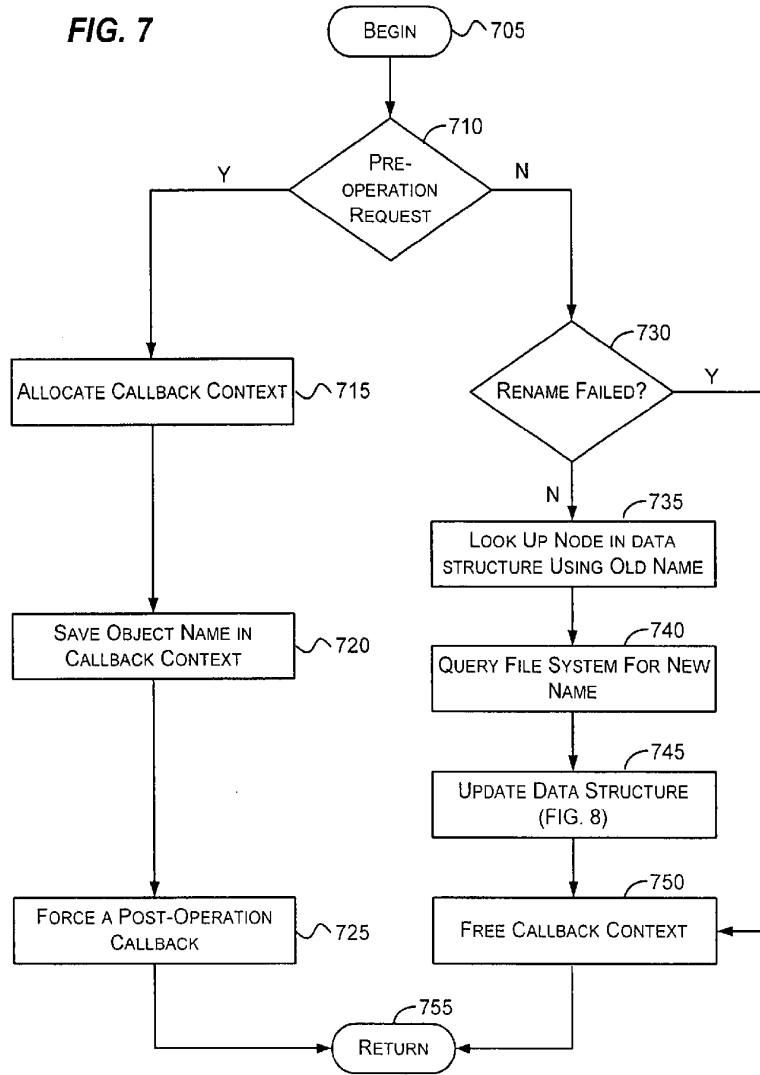 FIG. 7
BEGIN
705
710
PRE-
OPERATION
REQUEST
Y
N
730
RENAME FAILED?
Y
N
ALLOCATE CALLBACK CONTEXT
715
735
LOOK UP NODE IN DATA
STRUCTURE USING OLD NAME
SAVE OBJECT NAME IN
CALLBACK CONTEXT
720
740
QUERY FILE SYSTEM FOR NEW
NAME
745
UPDATE DATA STRUCTURE
(FIG. 8)
FORCE A POST-OPERATION
CALLBACK
725
750
FREE CALLBACK CONTEXT
755
RETURN